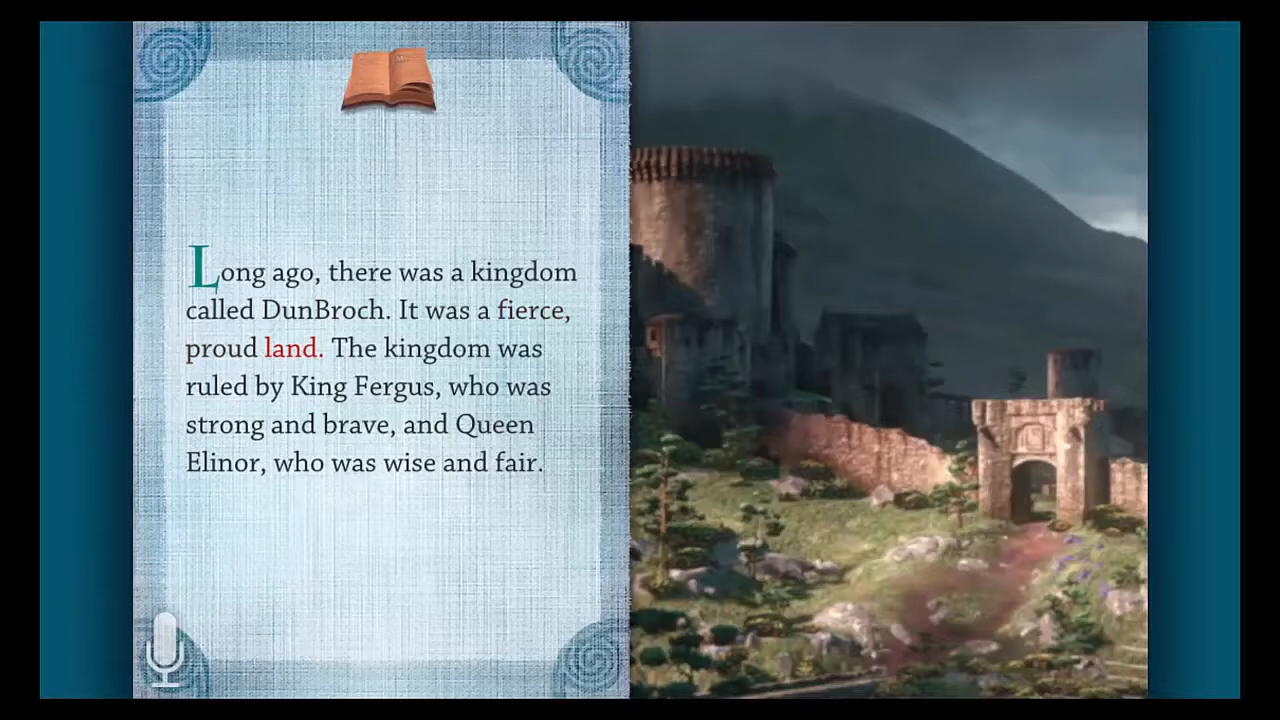 Long ago, there was a kingdom
called DunBroch. It was a fierce,
proud land. The kingdom was
ruled by King Fergus, who was
strong and brave, and Queen
Elinor, who was wise and fair.